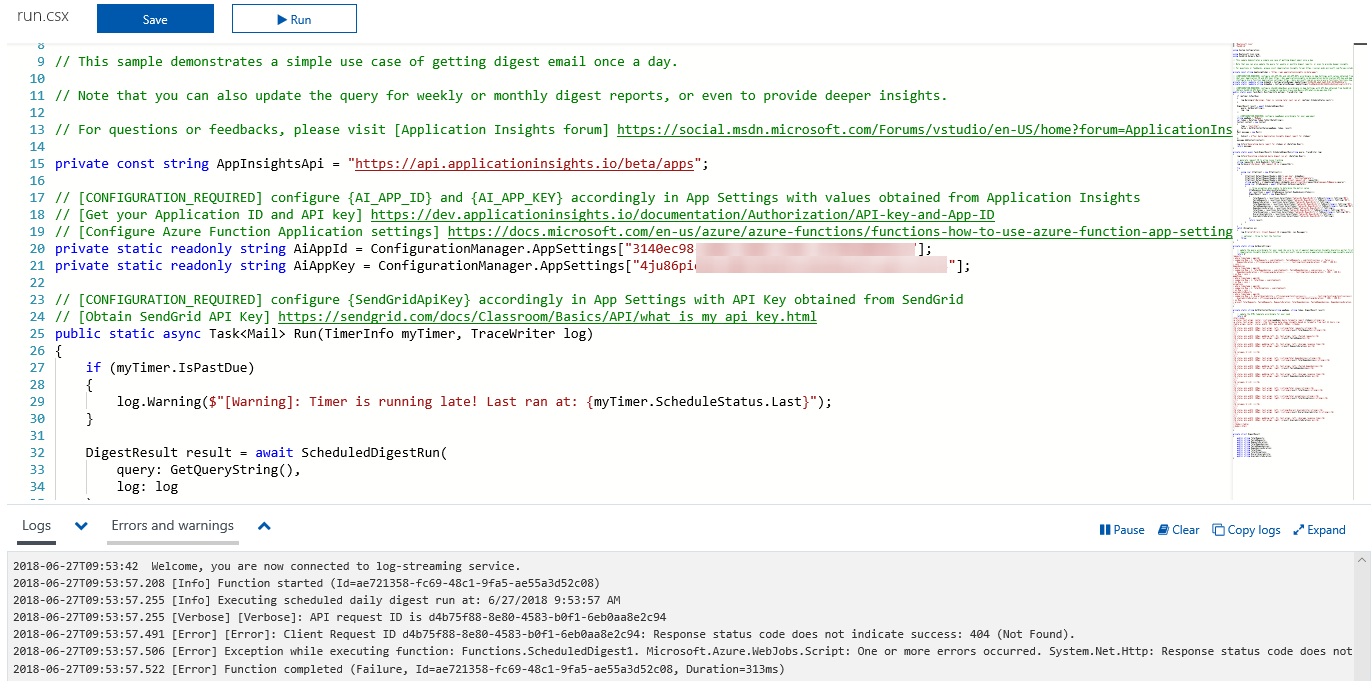 run.csx
Save
Run
8
9 // This sample demonstrates a simple use case of getting digest email once a day.
10
11 // Note that you can also update the query for weekly or monthly digest reports, or even to provide deeper insights.
12
13 // For questions or feedbacks, please visit [Application Insights forum] https://social.msdn.microsoft.com/Forums/vstudio/en-US/home?forum=ApplicationIns
14
15 private const string AppInsightsApi = "https://api.applicationinsights.io/beta/apps";
16
17 // [CONFIGURATION_REQUIRED] configure {AI_APP_ID} and {AI_APP_KEY} accordingly in App Settings with values obtained from Application Insights
18 // [Get your Application ID and API key] https://dev.applicationinsights.io/documentation/Authorization/API-key-and-App-ID
19 // [Configure Azure Function Application settings] https://docs.microsoft.com/en-us/azure/azure-functions/functions-how-to-use-azure-function-app-setting
20 private static readonly string AiAppId = ConfigurationManager.AppSettings["3140ec98 "];
21 private static readonly string AiAppKey = ConfigurationManager.AppSettings["4ju86pi "];
22
23 // [CONFIGURATION_REQUIRED] configure {SendGridApiKey} accordingly in App Settings with API Key obtained from SendGrid
24 // [Obtain SendGrid API Key] https://sendgrid.com/docs/Classroom/Basics/API/what_is_my_api_key.html
25 public static async Task<Mail> Run(TimerInfo myTimer, TraceWriter log)
26 {
27 if (myTimer.IsPastDue)
28 {
29 log.Warning($"[Warning]: Timer is running late! Last ran at: {myTimer.ScheduleStatus.Last}");
30 }
31
32 DigestResult result = await ScheduledDigestRun(
33 query: GetQueryString(),
34 log: log
Logs
Errors and warnings
Pause
Clear
Copy logs
Expand
2018-06-27T09:53:42 Welcome, you are now connected to log-streaming service.
2018-06-27T09:53:57.208 [Info] Function started (Id=ae721358-fc69-48c1-9fa5-ae55a3d52c08)
2018-06-27T09:53:57.255 [Info] Executing scheduled daily digest run at: 6/27/2018 9:53:57 AM
2018-06-27T09:53:57.255 [Verbose] [Verbose]: API request ID is d4b75f88-8e80-4583-b0f1-6eb0aa8e2c94
2018-06-27T09:53:57.491 [Error] [Error]: Client Request ID d4b75f88-8e80-4583-b0f1-6eb0aa8e2c94: Response status code does not indicate success: 404 (Not Found).
2018-06-27T09:53:57.506 [Error] Exception while executing function: Functions.ScheduledDigest1. Microsoft.Azure.WebJobs.Script: One or more errors occurred. System.Net.Http: Response status code does not
2018-06-27T09:53:57.522 [Error] Function completed (Failure, Id=ae721358-fc69-48c1-9fa5-ae55a3d52c08, Duration=313ms)